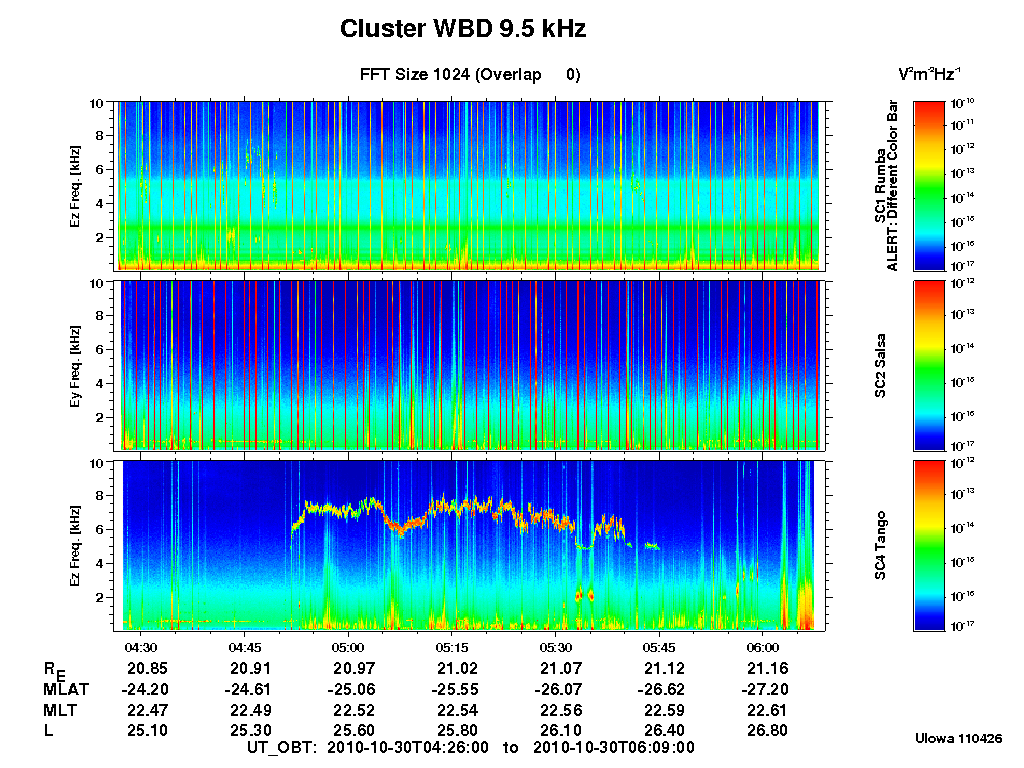 Cluster WBD 9.5 kHz
FFT Size 1024 (Overlap 0)
V²m⁻²Hz⁻¹
10
8
6
4
2
Ez Freq. [kHz]
SC1 Rumba
ALERT: Different Color Bar
10⁻¹⁰
10⁻¹¹
10⁻¹²
10⁻¹³
10⁻¹⁴
10⁻¹⁵
10⁻¹⁶
10⁻¹⁷
10
8
6
4
2
Ey Freq. [kHz]
SC2 Salsa
10⁻¹²
10⁻¹³
10⁻¹⁴
10⁻¹⁵
10⁻¹⁶
10⁻¹⁷
10
8
6
4
2
Ez Freq. [kHz]
SC4 Tango
10⁻¹²
10⁻¹³
10⁻¹⁴
10⁻¹⁵
10⁻¹⁶
10⁻¹⁷
04:30 04:45 05:00 05:15 05:30 05:45 06:00
R_E 20.85 20.91 20.97 21.02 21.07 21.12 21.16
MLAT -24.20 -24.61 -25.06 -25.55 -26.07 -26.62 -27.20
MLT 22.47 22.49 22.52 22.54 22.56 22.59 22.61
L 25.10 25.30 25.60 25.80 26.10 26.40 26.80
UT_OBT: 2010-10-30T04:26:00 to 2010-10-30T06:09:00
UIowa 110426